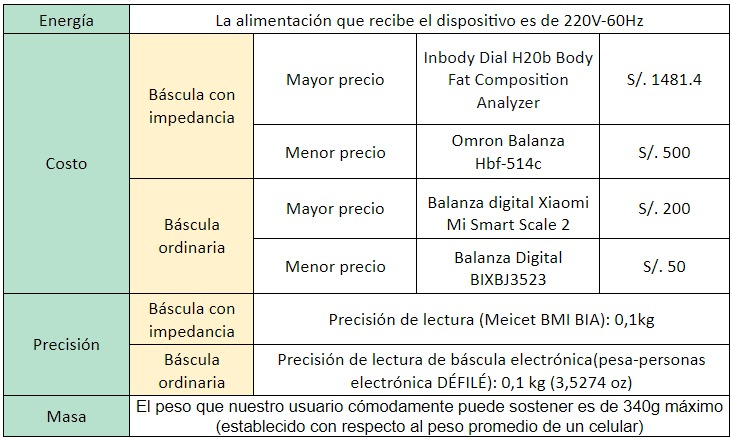 Energía
La alimentación que recibe el dispositivo es de 220V-60Hz
Costo
Báscula con
impedancia
Mayor precio
Inbody Dial H20b Body
Fat Composition
Analyzer
S/. 1481.4
Menor precio
Omron Balanza
Hbf-514c
S/. 500
Báscula
ordinaria
Mayor precio
Balanza digital Xiaomi
Mi Smart Scale 2
S/. 200
Menor precio
Balanza Digital
BIXBJ3523
S/. 50
Precisión
Báscula con
impedancia
Precisión de lectura (Meicet BMI BIA): 0,1kg
Báscula
ordinaria
Precisión de lectura de báscula electrónica(pesa-personas
electrónica DÉFILÉ): 0,1 kg (3,5274 oz)
Masa
El peso que nuestro usuario cómodamente puede sostener es de 340g máximo
(establecido con respecto al peso promedio de un celular)